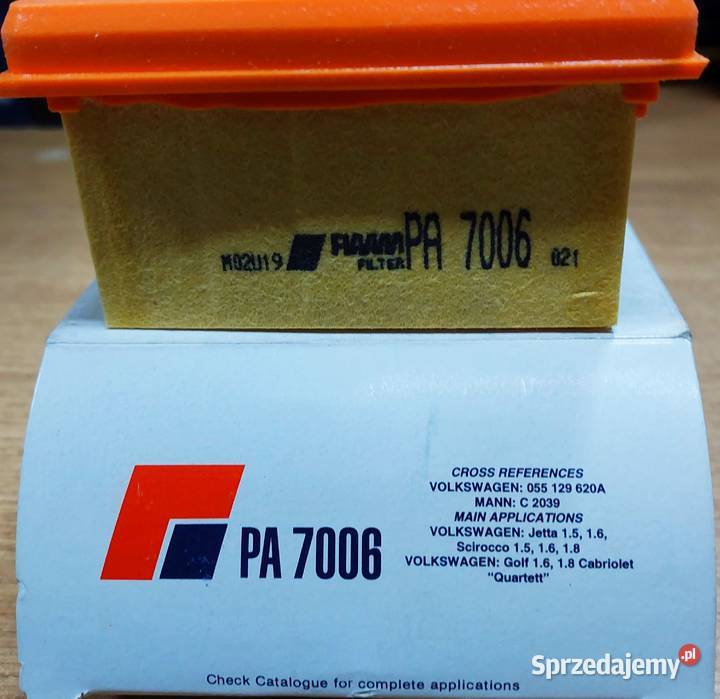 M02U19 FIAAM FILTER PA 7006 021
PA 7006
CROSS REFERENCES
VOLKSWAGEN: 055 129 620A
MANN: C 2039
MAIN APPLICATIONS
VOLKSWAGEN: Jetta 1.5, 1.6,
Scirocco 1.5, 1.6, 1.8
VOLKSWAGEN: Golf 1.6, 1.8 Cabriolet
"Quartett"
Check Catalogue for complete applications
Sprzedajemy.pl